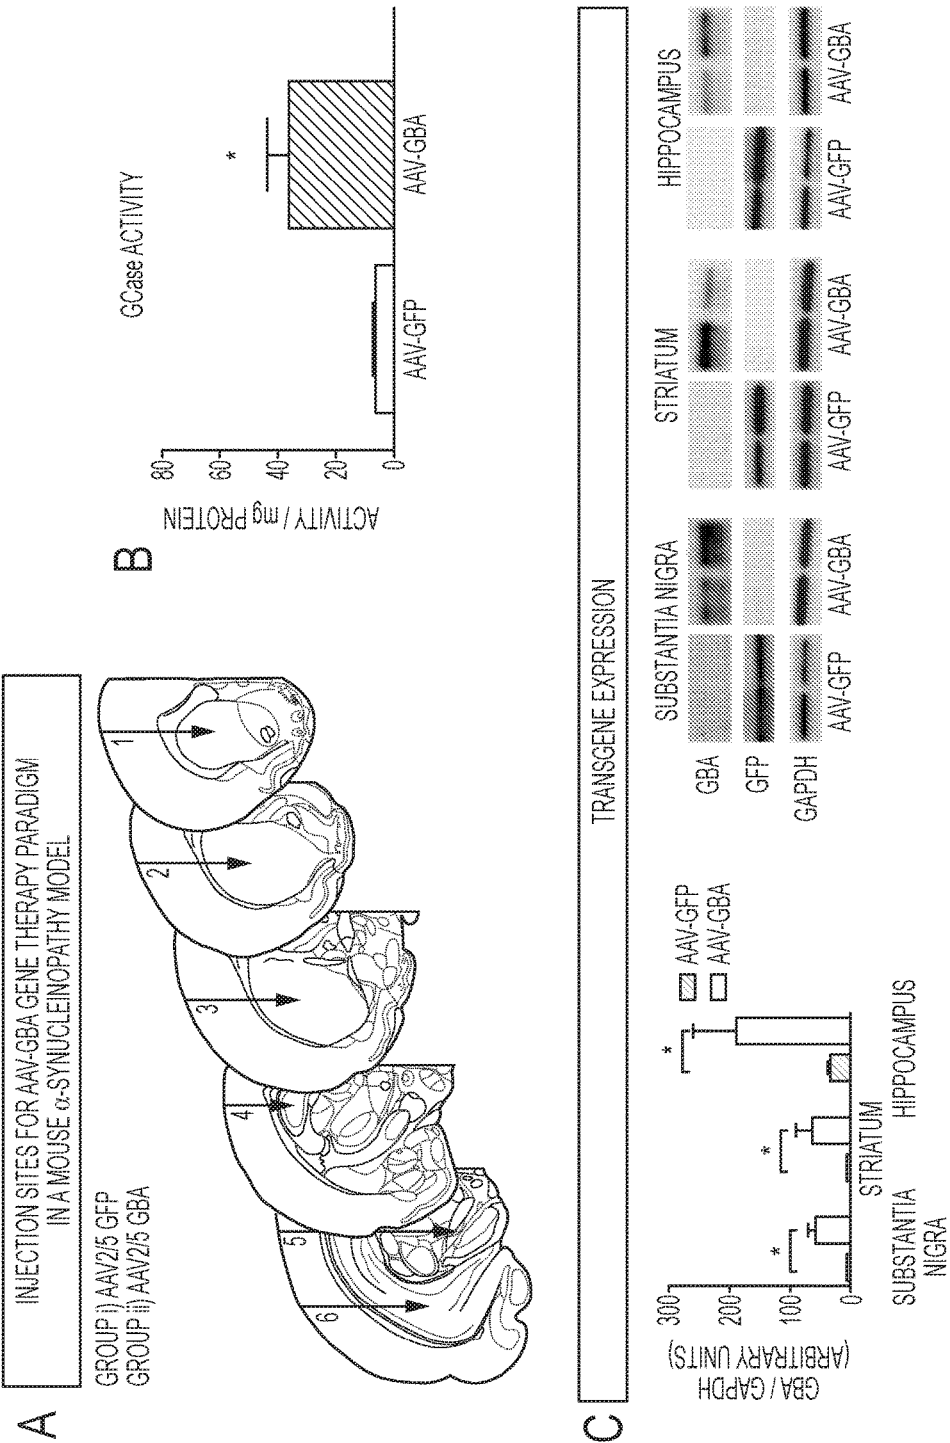 A
INJECTION SITES FOR AAV-GBA GENE THERAPY PARADIGM
IN A MOUSE α-SYNUCLEINOPATHY MODEL
GROUP i) AAV2/5 GFP
GROUP ii) AAV2/5 GBA
6
5
4
3
2
1
B
GCase ACTIVITY
ACTIVITY / mg PROTEIN
80
60
40
20
0
*
AAV-GFP
AAV-GBA
C
TRANSGENE EXPRESSION
GBA / GAPDH
(ARBITRARY UNITS)
300
200
100
0
*
*
*
AAV-GFP
AAV-GBA
SUBSTANTIA
NIGRA
STRIATUM
HIPPOCAMPUS
SUBSTANTIA NIGRA
STRIATUM
HIPPOCAMPUS
GBA
GFP
GAPDH
AAV-GFP
AAV-GBA
AAV-GFP
AAV-GBA
AAV-GFP
AAV-GBA